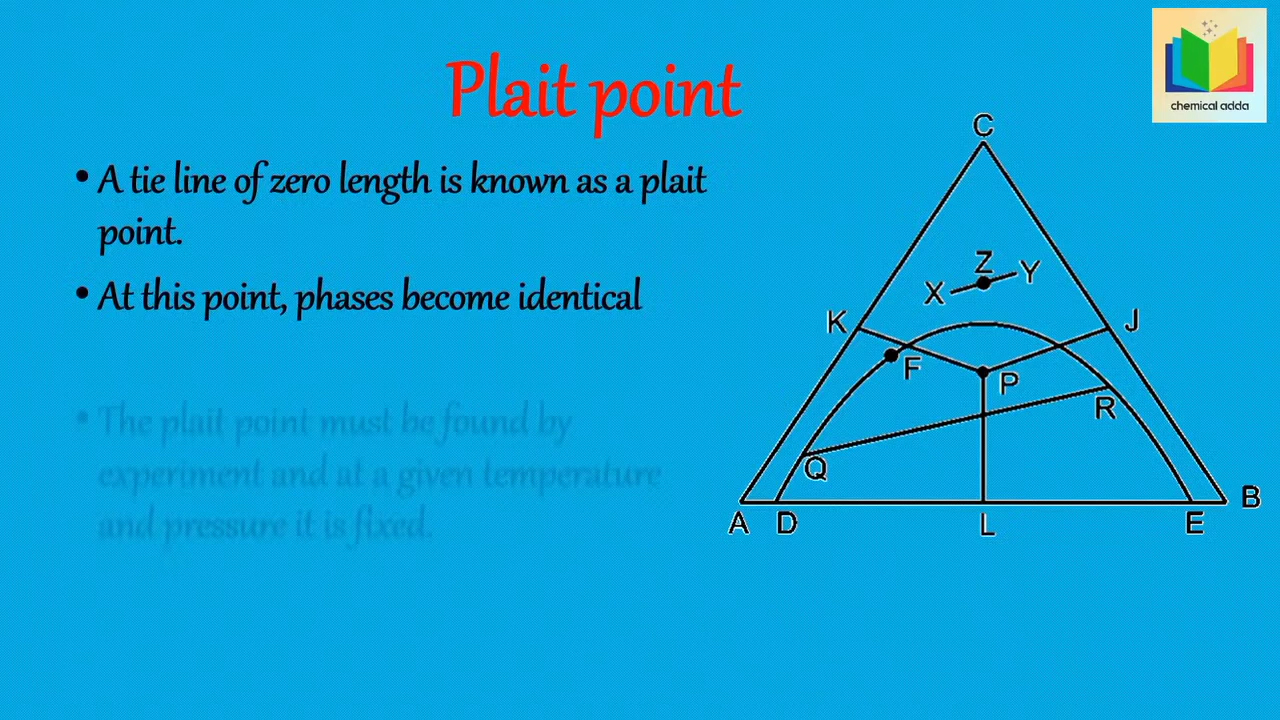 Plait point
• A tie line of zero length is known as a plait
point.
• At this point, phases become identical
• The plait point must be found by
experiment and at a given temperature
and pressure it is fixed.
chemical adda
C
Z
Y
X
K
J
F
P
R
Q
A
D
L
E
B